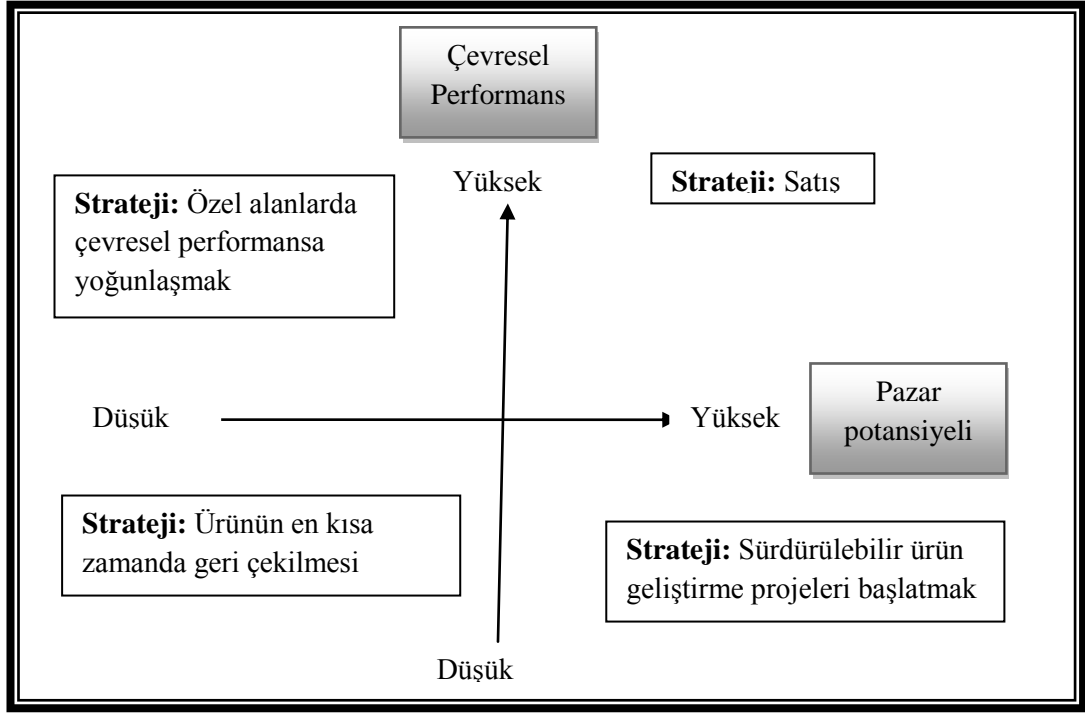 Çevresel
Performans
Yüksek
Strateji: Satış
Strateji: Özel alanlarda
çevresel performansa
yoğunlaşmak
Düşük
Yüksek
Pazar
potansiyeli
Strateji: Ürünün en kısa
zamanda geri çekilmesi
Strateji: Sürdürülebilir ürün
geliştirme projeleri başlatmak
Düşük